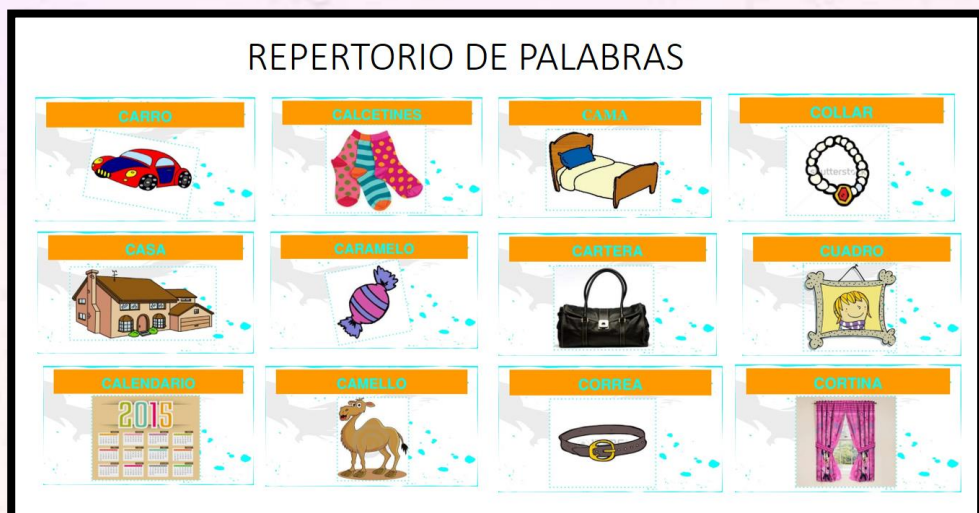 REPERTORIO DE PALABRAS
CARRO
CALCETINES
CAMA
COLLAR
CASA
CARAMELO
CARTERA
CUADRO
CALENDARIO
CAMELLO
CORREA
CORTINA
2015